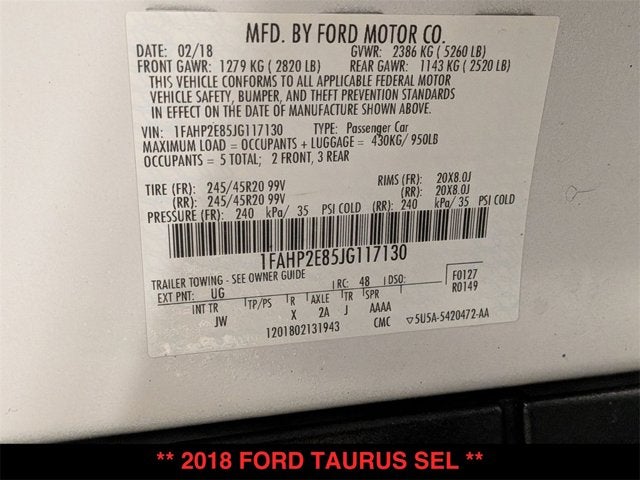 MFD. BY FORD MOTOR CO.
DATE: 02/18 GVWR: 2386 KG ( 5260 LB)
FRONT GAWR: 1279 KG ( 2820 LB) REAR GAWR: 1143 KG ( 2520 LB)
THIS VEHICLE CONFORMS TO ALL APPLICABLE FEDERAL MOTOR
VEHICLE SAFETY, BUMPER, AND THEFT PREVENTION STANDARDS
IN EFFECT ON THE DATE OF MANUFACTURE SHOWN ABOVE.
VIN: 1FAHP2E85JG117130 TYPE: Passenger Car
MAXIMUM LOAD = OCCUPANTS + LUGGAGE = 430KG/ 950LB
OCCUPANTS = 5 TOTAL; 2 FRONT, 3 REAR
TIRE (FR): 245/45R20 99V RIMS (FR): 20X8.0J
(RR): 245/45R20 99V (RR): 20X8.0J
PRESSURE (FR): 240 kPa/ 35 PSI COLD (RR): 240 kPa/ 35 PSI COLD
1FAHP2E85JG117130
TRAILER TOWING - SEE OWNER GUIDE
EXT PNT: UG RC: 48 DSO: F0127
R0149
INT TR TP/PS R AXLE TR SPR
JW X 2A J AAAA
1201802131943 CMC ▽5U5A-5420472-AA
** 2018 FORD TAURUS SEL **